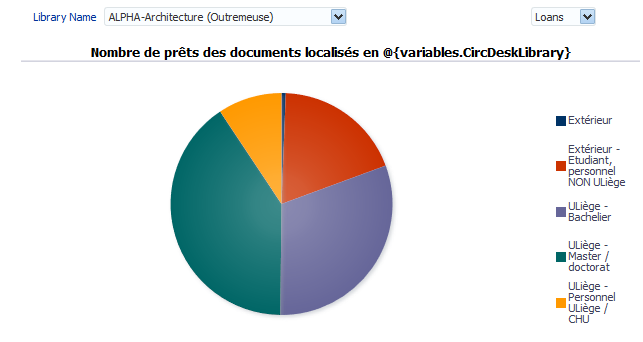 Library Name
ALPHA-Architecture (Outremeuse)
Loans
Nombre de prêts des documents localisés en @{variables.CircDeskLibrary}
Extérieur
Extérieur -
Etudiant,
personnel
NON ULiège
ULiège -
Bachelier
ULiège -
Master /
doctorat
ULiège -
Personnel
ULiège /
CHU